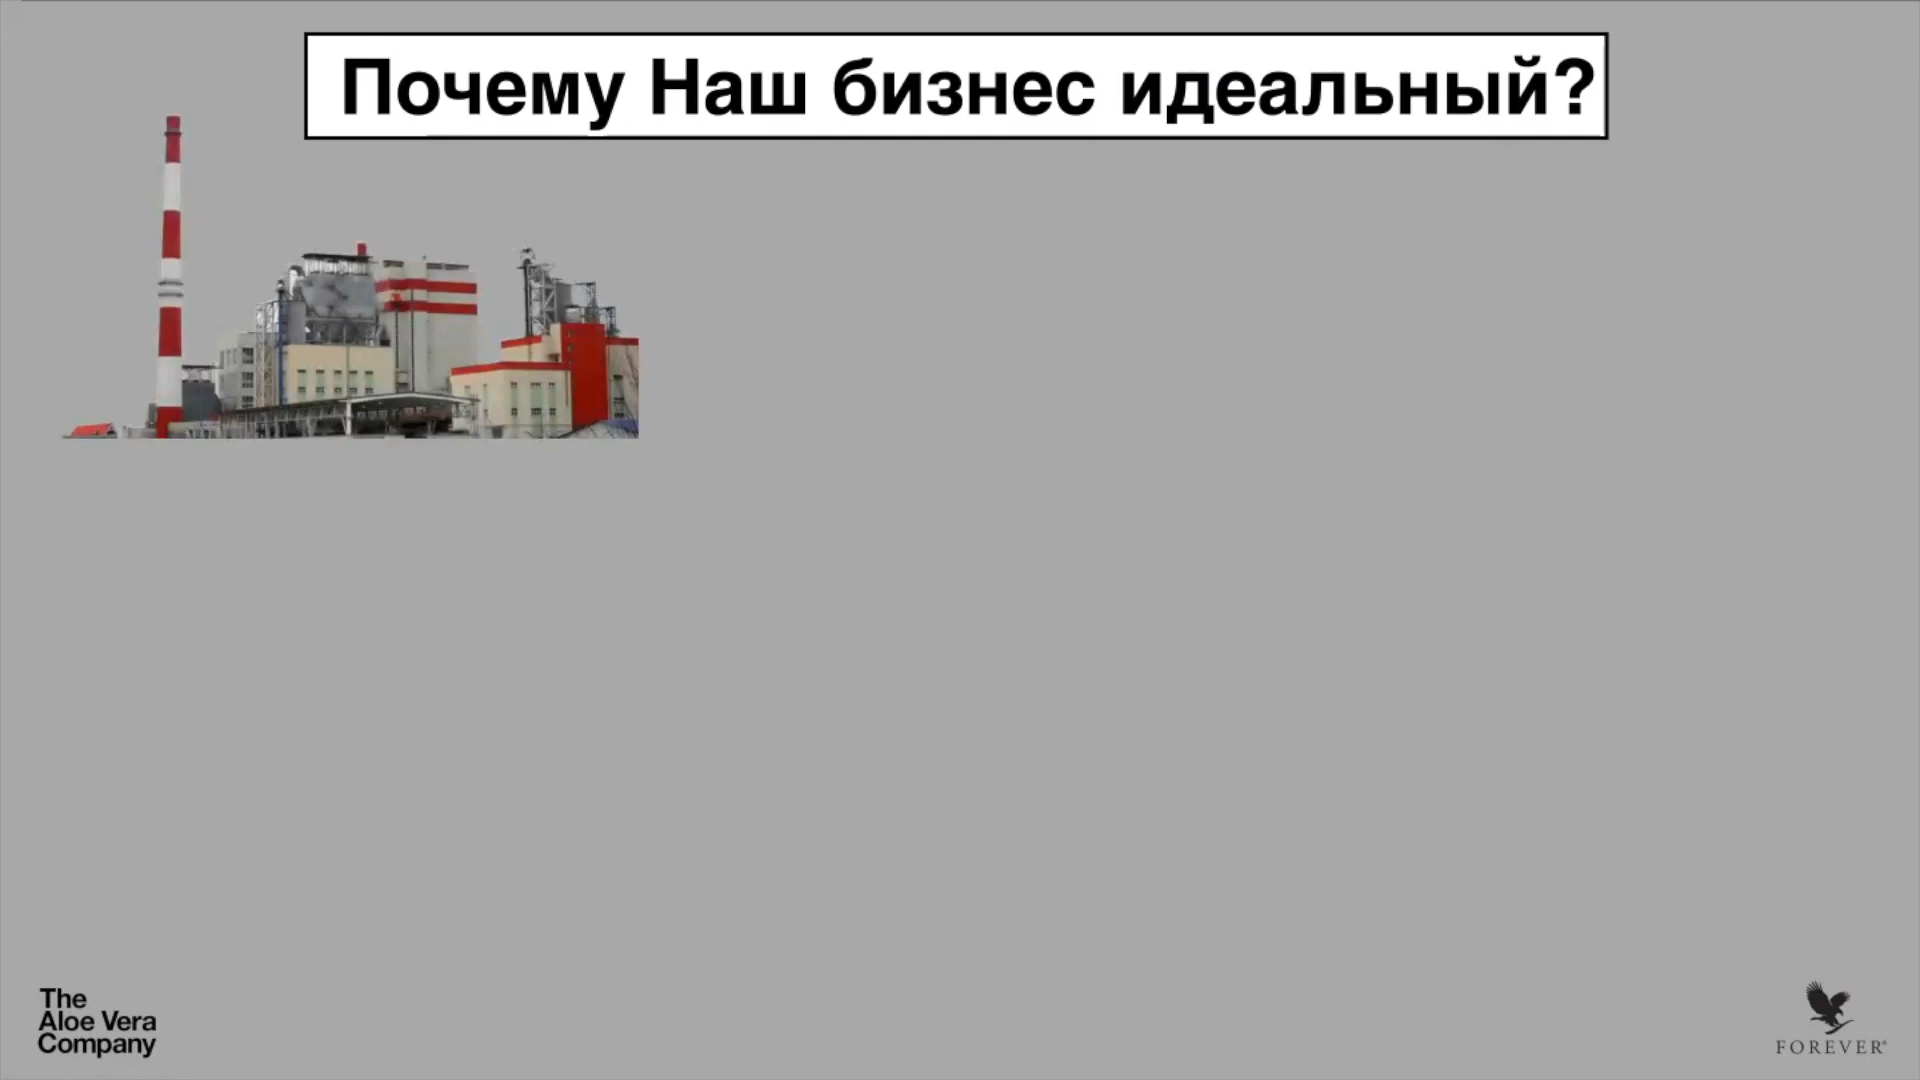 Почему Наш бизнес идеальный?
The
Aloe Vera
Company
FOREVER®